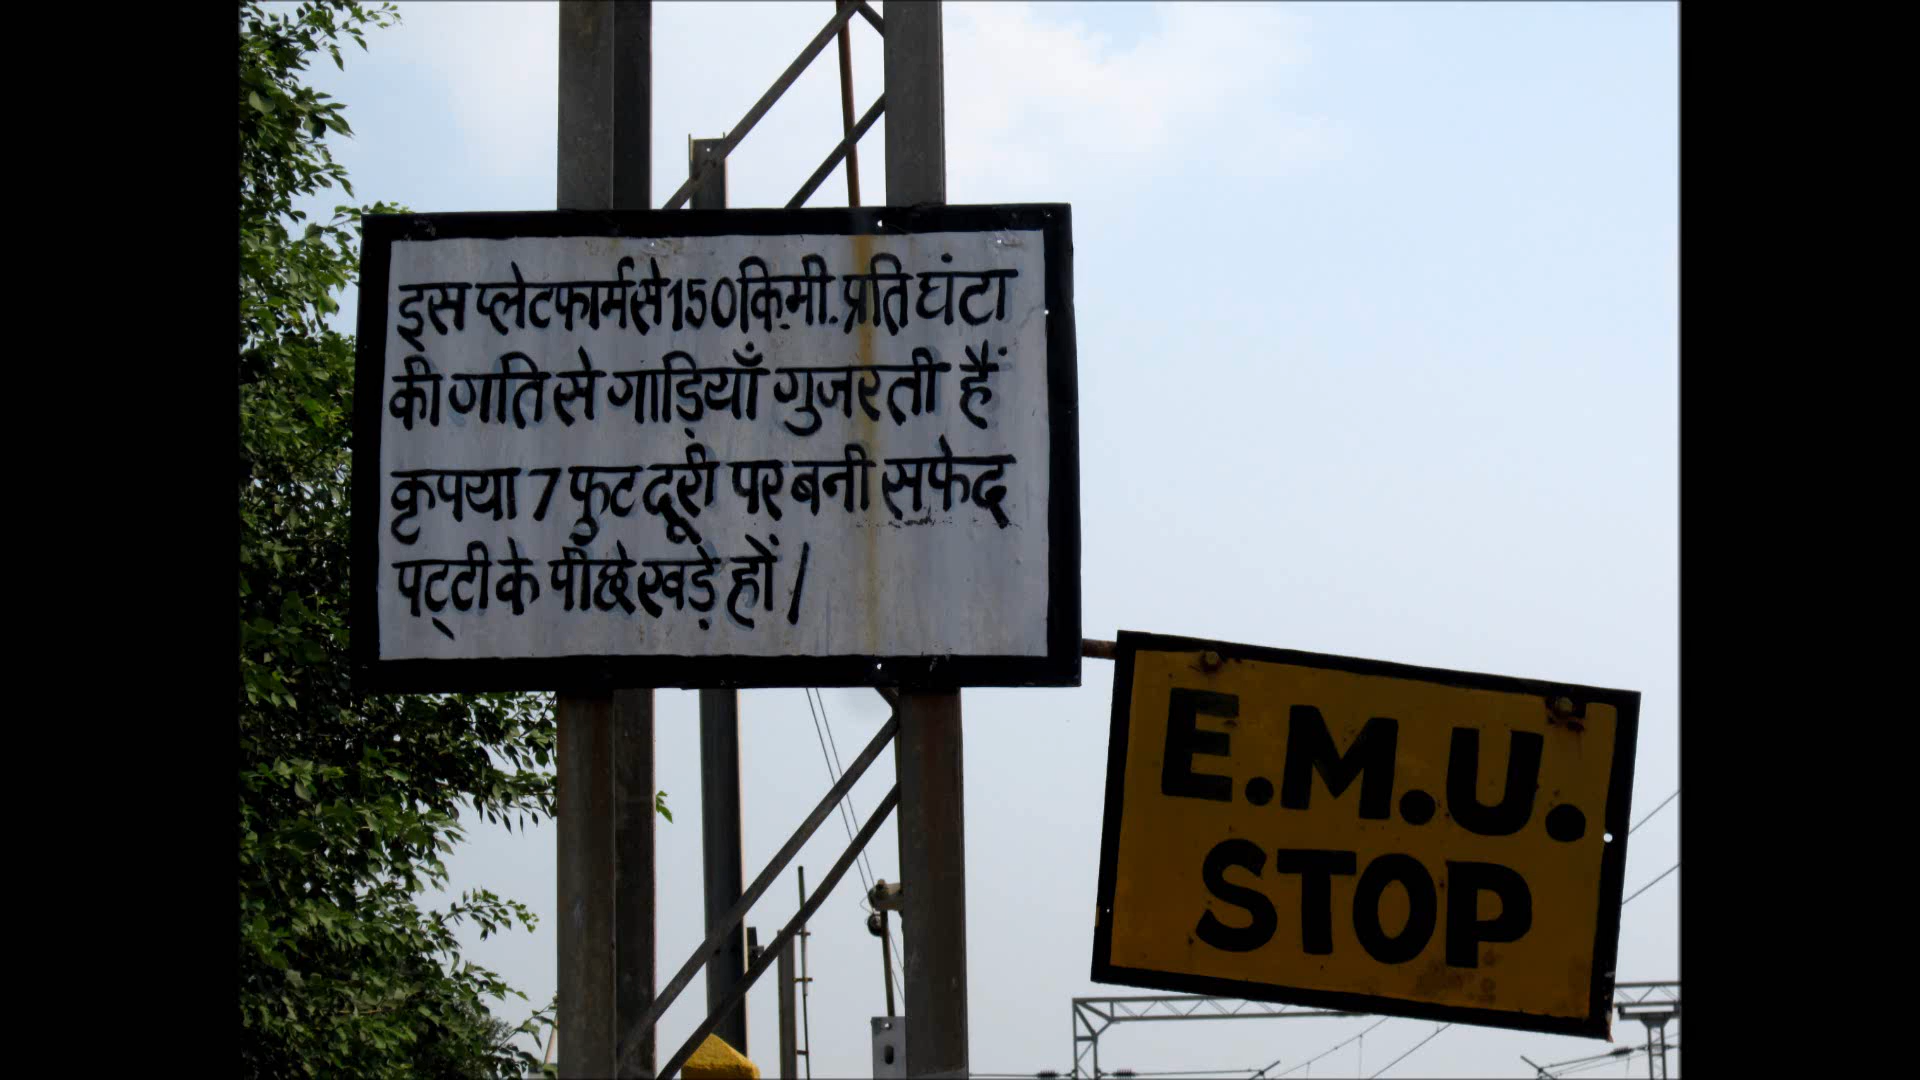 इस प्लेटफार्म से 150 कि.मी. प्रति घंटा
की गति से गाड़ियाँ गुजरती हैं
कृपया 7 फुट दूरी पर बनी सफेद
पट्टी के पीछे खड़े हों /
E.M.U.
STOP